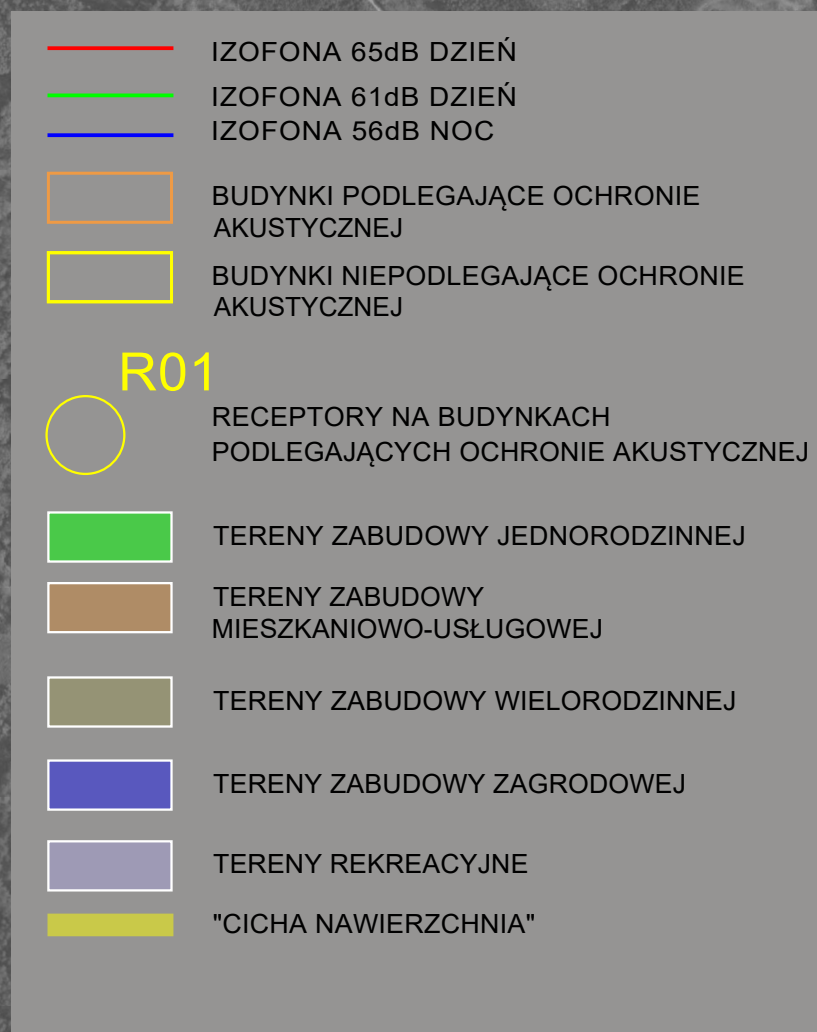 IZOFONA 65dB DZIEŃ
IZOFONA 61dB DZIEŃ
IZOFONA 56dB NOC
BUDYNKI PODLEGAJĄCE OCHRONIE
AKUSTYCZNEJ
BUDYNKI NIEPODLEGAJĄCE OCHRONIE
AKUSTYCZNEJ
R01
RECEPTORY NA BUDYNKACH
PODLEGAJĄCYCH OCHRONIE AKUSTYCZNEJ
TERENY ZABUDOWY JEDNORODZINNEJ
TERENY ZABUDOWY
MIESZKANIOWO-USŁUGOWEJ
TERENY ZABUDOWY WIELORODZINNEJ
TERENY ZABUDOWY ZAGRODOWEJ
TERENY REKREACYJNE
"CICHA NAWIERZCHNIA"